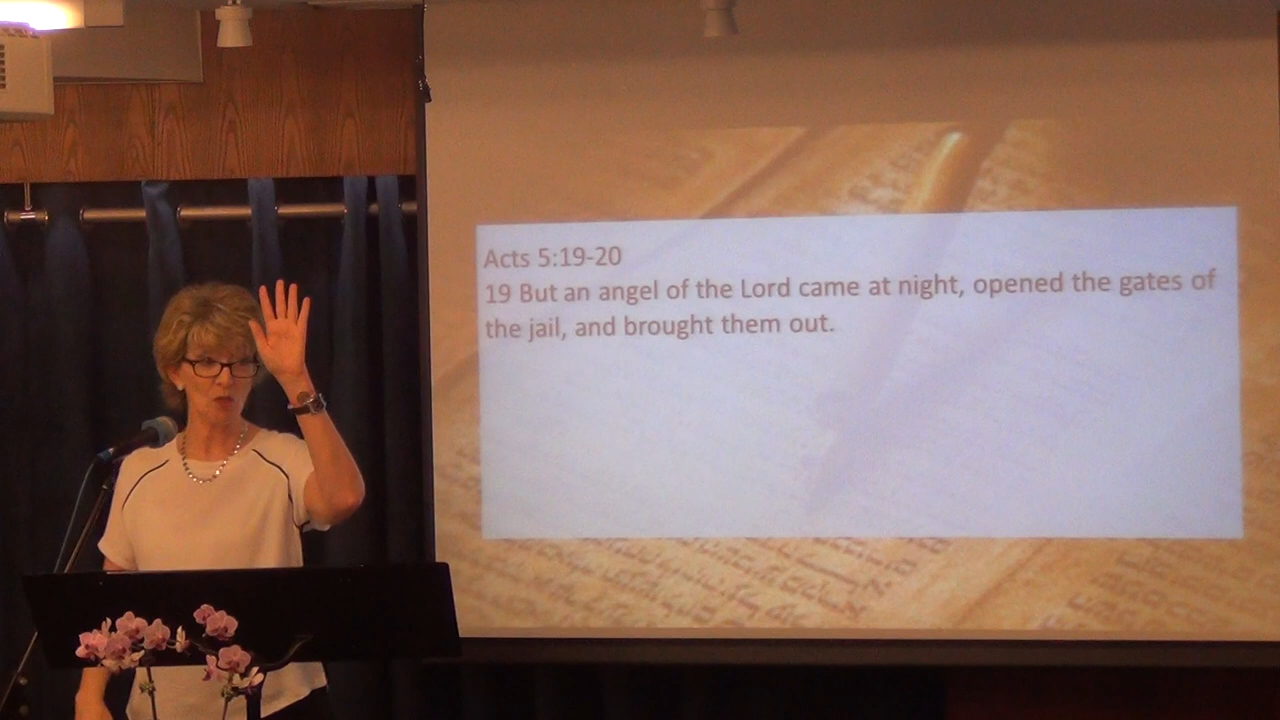 Acts 5:19-20
19 But an angel of the Lord came at night, opened the gates of
the jail, and brought them out.